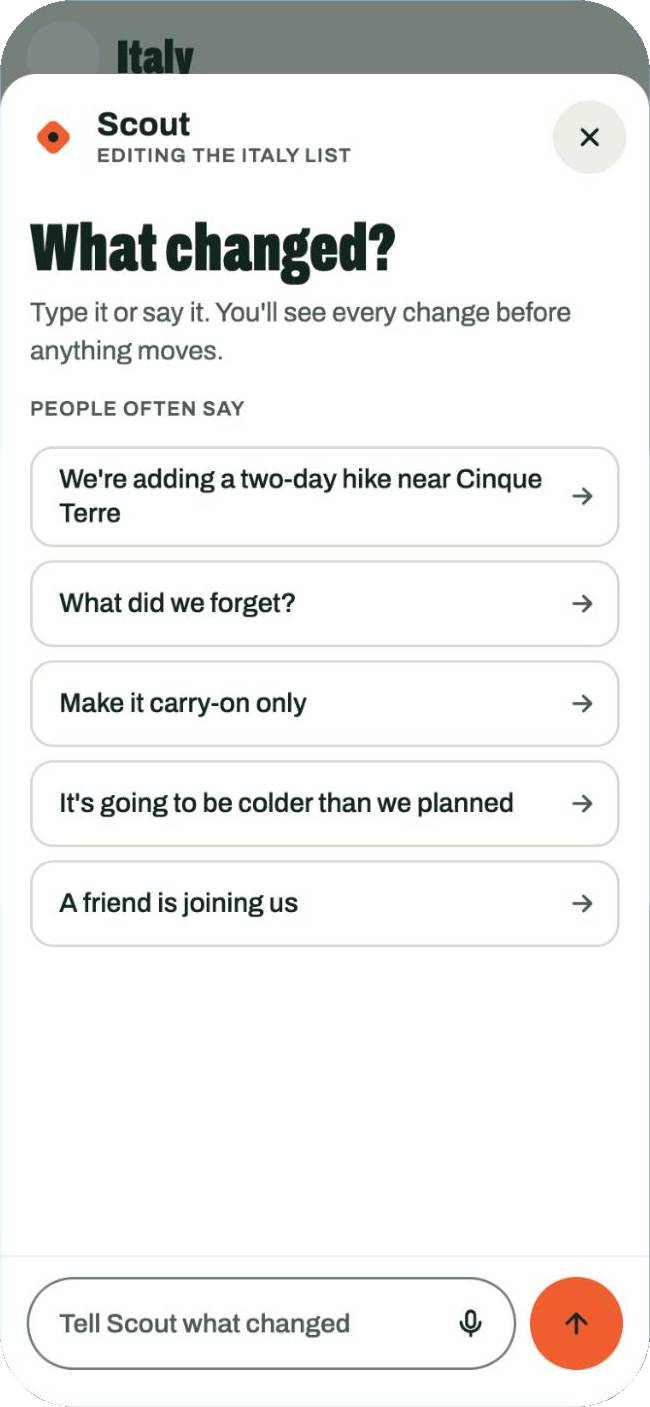 Italy
Scout
EDITING THE ITALY LIST
What changed?
Type it or say it. You'll see every change before
anything moves.
PEOPLE OFTEN SAY
We're adding a two-day hike near Cinque
Terre
What did we forget?
Make it carry-on only
It's going to be colder than we planned
A friend is joining us
Tell Scout what changed